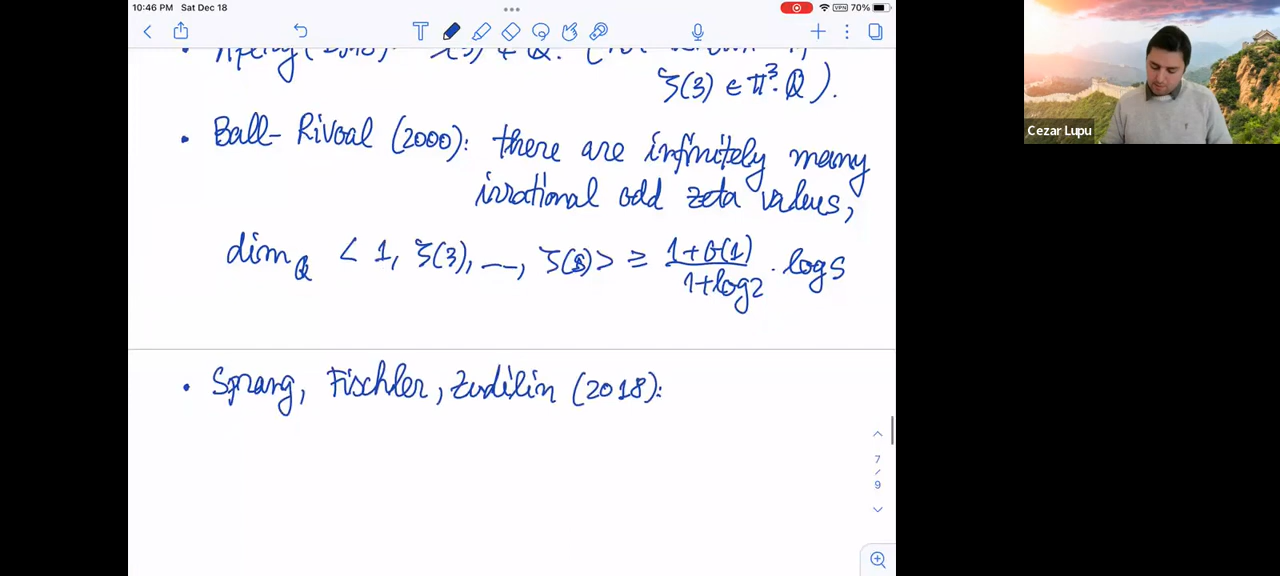 10:46 PM Sat Dec 18
VPN 70%
ζ(3) ∈ π³·ℚ ).
• Ball-Rivoal (2000): there are infinitely many
irrational odd zeta values,
dim_ℚ < 1, ζ(3), ..., ζ(s) > ≥ (1+o(1))/(1+log2) · log s
• Sprang, Fischler, Zudilin (2018):
7
/
9
Cezar Lupu